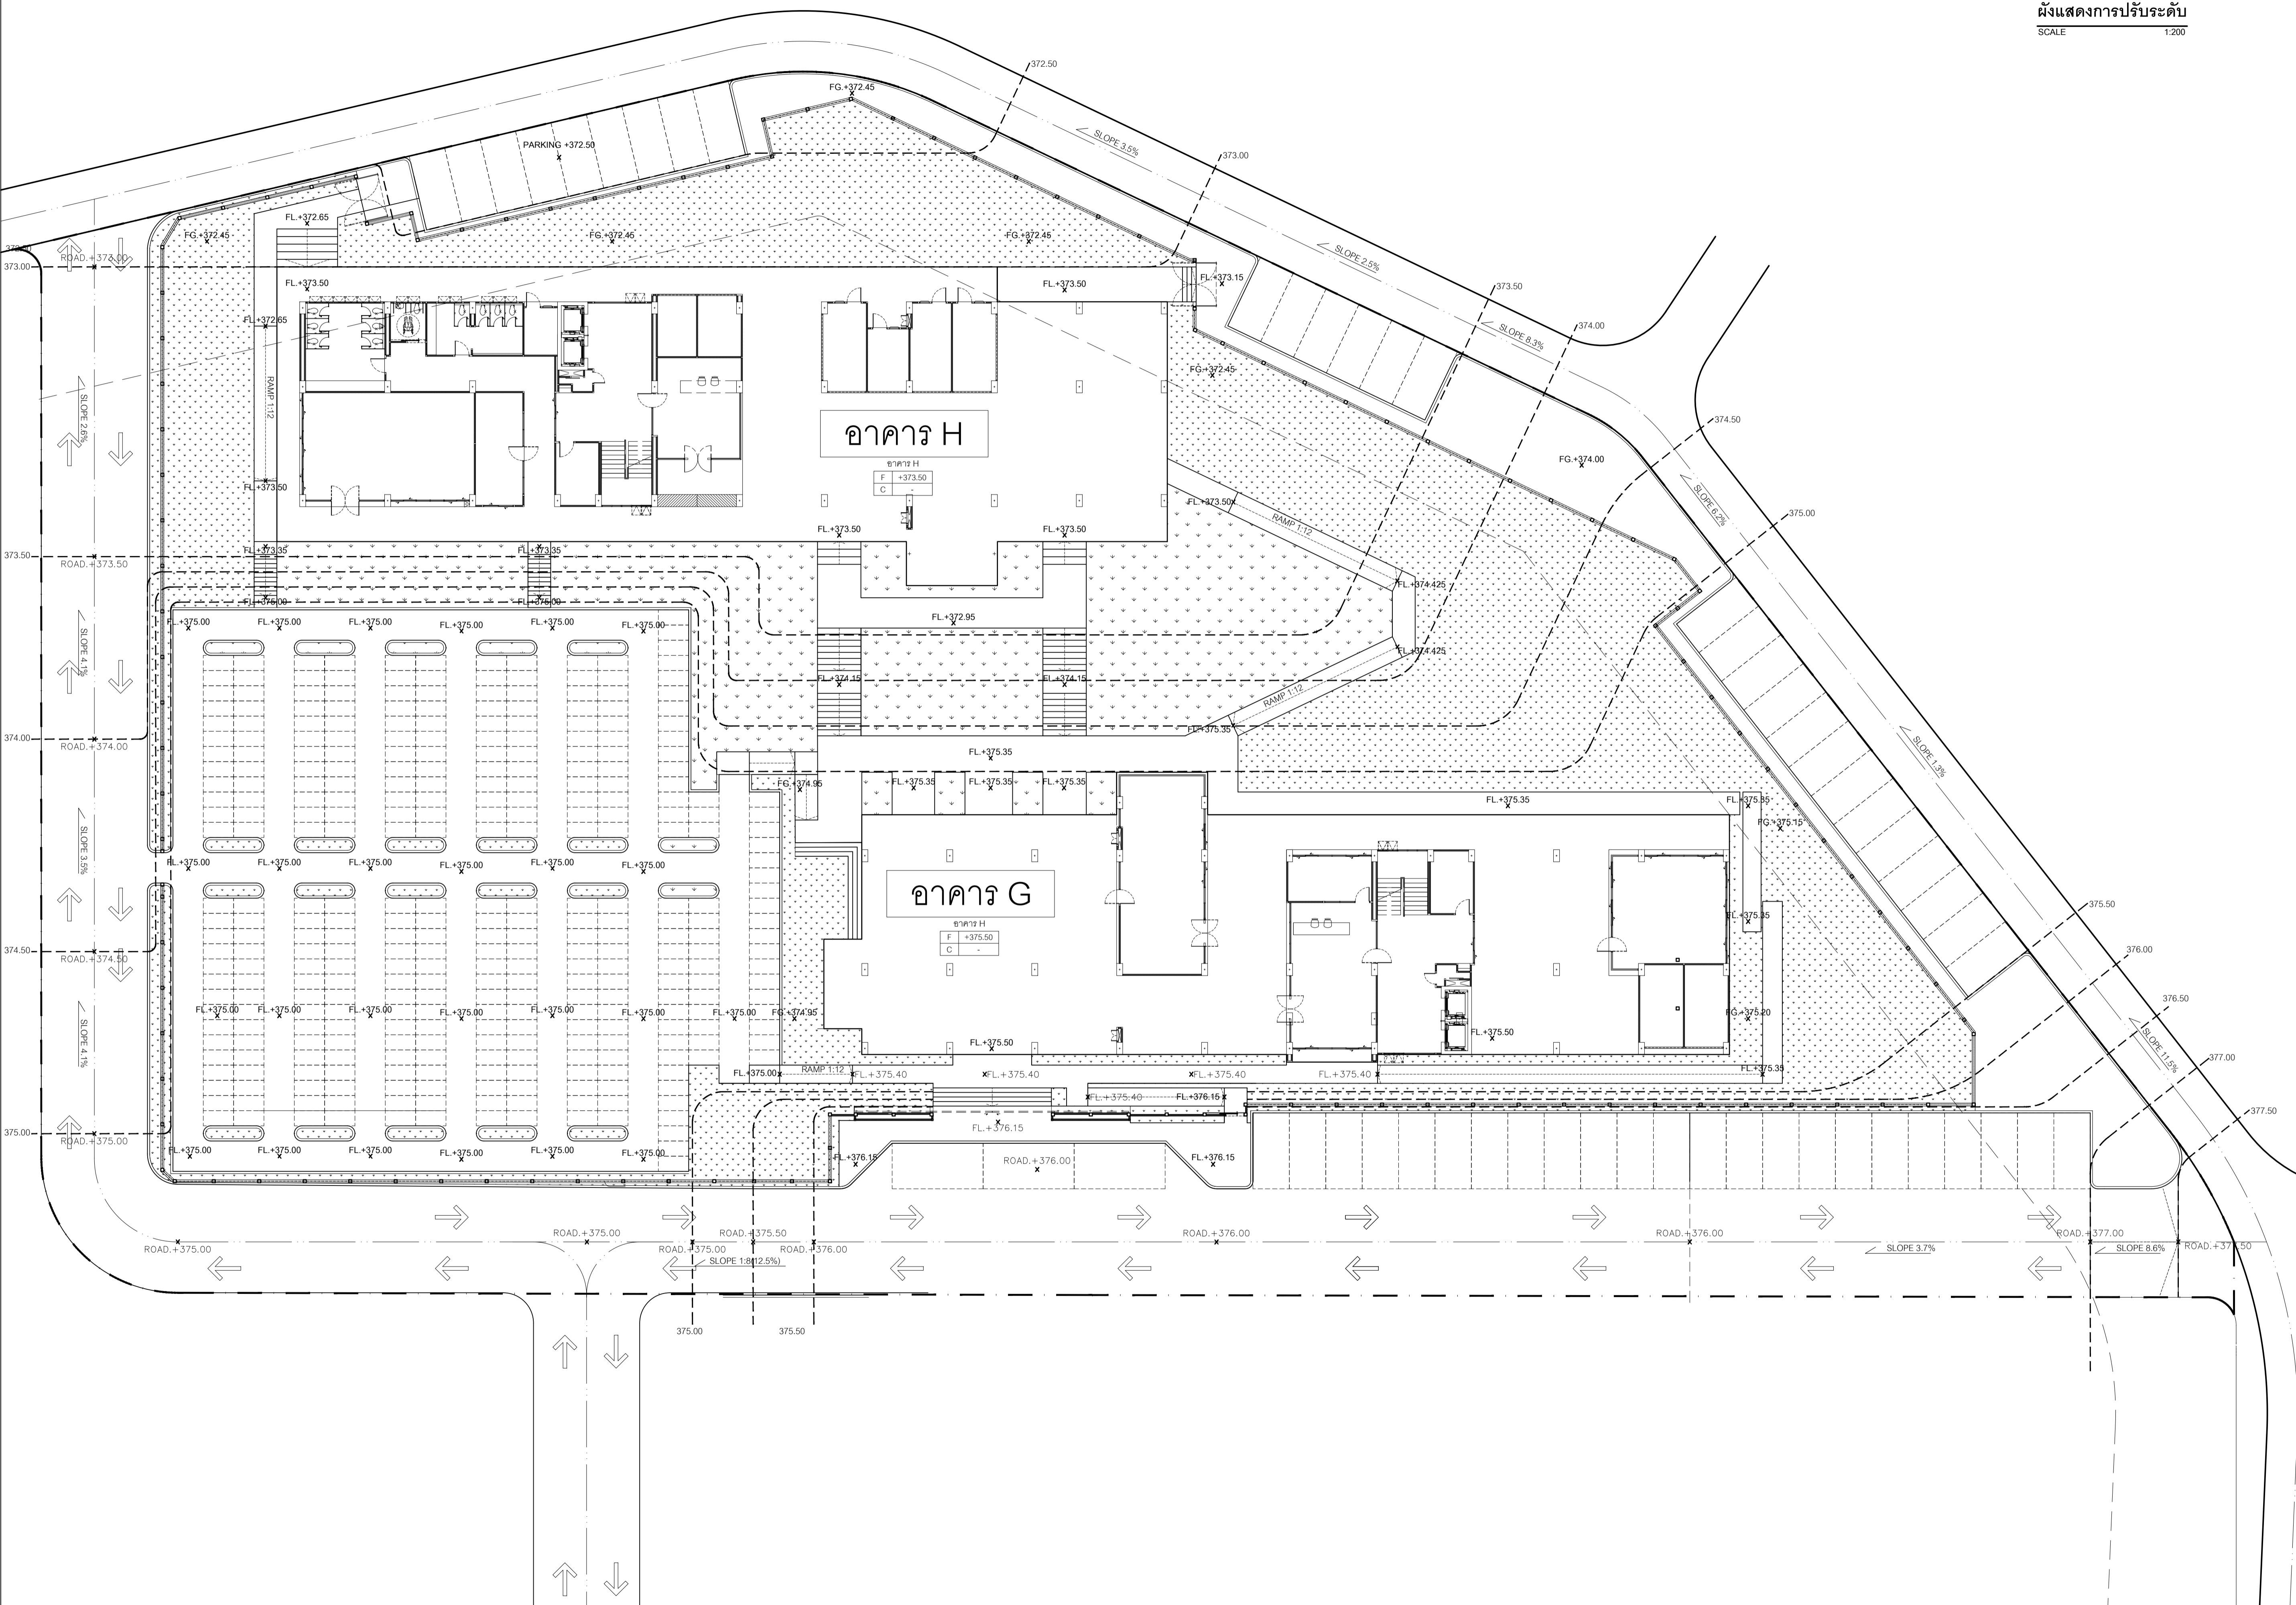 ผังแสดงการปรับระดับ
SCALE 1:200
372.50
FG.+372.45
SLOPE 3.5%
PARKING +372.50
373.00
FL.+372.65
FG.+372.45
FG.+372.45
FG.+372.45
SLOPE 2.5%
ROAD.+373.00
373.00
FL.+373.50
FL.+373.50
FL.+373.15
373.50
FL.+372.65
374.00
SLOPE 8.3%
FG.+372.45
RAMP 1:12
SLOPE 2.6%
374.50
อาคาร H
อาคาร H
F +373.50
C -
FG.+374.00
FL.+373.50
FL.+373.50
SLOPE 6.2%
375.00
RAMP 1:12
FL.+373.50
FL.+373.50
373.50
ROAD.+373.50
FL.+373.35
FL.+373.35
FL.+374.425
FL.+375.00
FL.+375.00
FL.+372.95
FL.+375.00
FL.+375.00
FL.+375.00
FL.+375.00
FL.+375.00
FL.+375.00
SLOPE 4.1%
FL.+374.425
FL.+374.15
FL.+374.15
RAMP 1:12
FL.+375.35
374.00
ROAD.+374.00
FL.+375.35
SLOPE 1.3%
FG.+374.95
FL.+375.35
FL.+375.35
FL.+375.35
FL.+375.35
FL.+375.35
FG.+375.15
SLOPE 3.5%
FL.+375.00
FL.+375.00
FL.+375.00
FL.+375.00
FL.+375.00
FL.+375.00
อาคาร G
อาคาร H
F +375.50
C -
FL.+375.35
375.50
374.50
ROAD.+374.50
376.00
376.50
FL.+375.00
FL.+375.00
FL.+375.00
FL.+375.00
FL.+375.00
FL.+375.00
FL.+375.00
FG.+374.95
FG.+375.20
SLOPE 4.1%
FL.+375.50
FL.+375.50
SLOPE 11.5%
377.00
FL.+375.00
RAMP 1:12
FL.+375.40
FL.+375.40
FL.+375.40
FL.+375.40
FL.+375.35
FL.+375.40
FL.+376.15
377.50
375.00
ROAD.+375.00
FL.+376.15
FL.+375.00
FL.+375.00
FL.+375.00
FL.+375.00
FL.+375.00
FL.+375.00
FL.+376.15
ROAD.+376.00
FL.+376.15
ROAD.+375.00
ROAD.+375.00
ROAD.+375.00
ROAD.+375.50
ROAD.+376.00
ROAD.+376.00
ROAD.+376.00
ROAD.+377.00
SLOPE 1:8(12.5%)
SLOPE 3.7%
SLOPE 8.6%
375.00
375.50